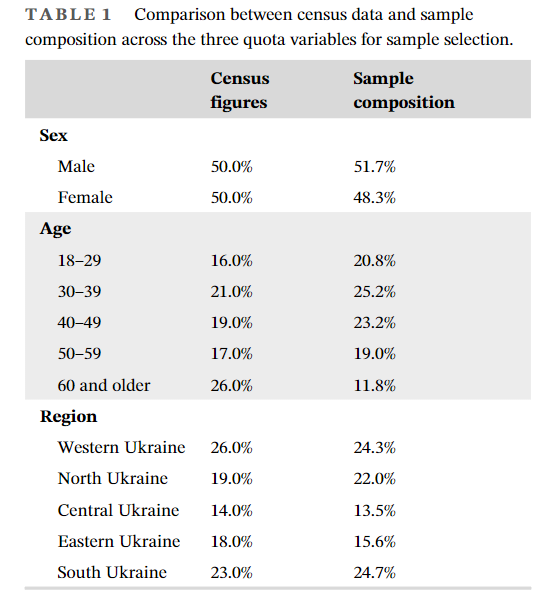 TABLE 1 Comparison between census data and sample
composition across the three quota variables for sample selection.
Census figures Sample composition
Sex
Male 50.0% 51.7%
Female 50.0% 48.3%
Age
18–29 16.0% 20.8%
30–39 21.0% 25.2%
40–49 19.0% 23.2%
50–59 17.0% 19.0%
60 and older 26.0% 11.8%
Region
Western Ukraine 26.0% 24.3%
North Ukraine 19.0% 22.0%
Central Ukraine 14.0% 13.5%
Eastern Ukraine 18.0% 15.6%
South Ukraine 23.0% 24.7%